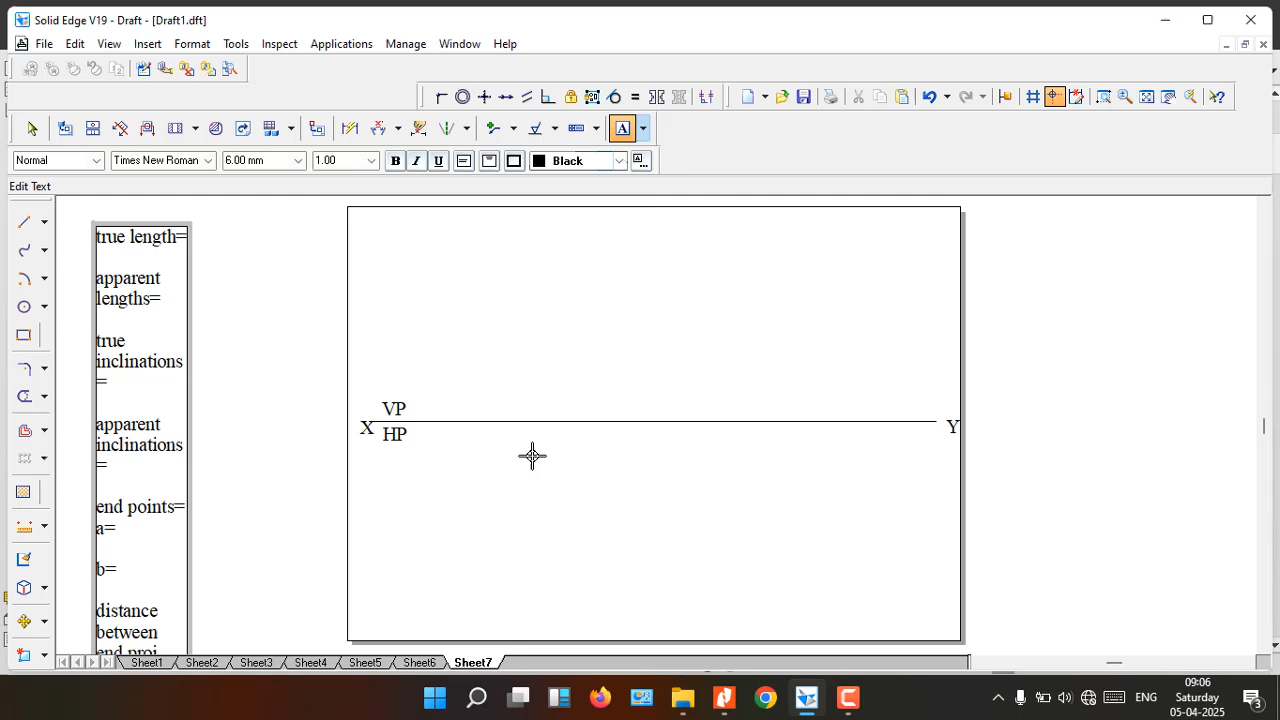 Solid Edge V19 - Draft - [Draft1.dft]
File Edit View Insert Format Tools Inspect Applications Manage Window Help
Normal Times New Roman 6.00 mm 1.00 B I U Black
Edit Text
true length=
apparent
lengths=
true
inclinations
=
apparent
inclinations
=
end points=
a=
b=
distance
between
end proj
VP
X Y
HP
Sheet1 Sheet2 Sheet3 Sheet4 Sheet5 Sheet6 Sheet7
ENG
09:06
Saturday
05-04-2025
3